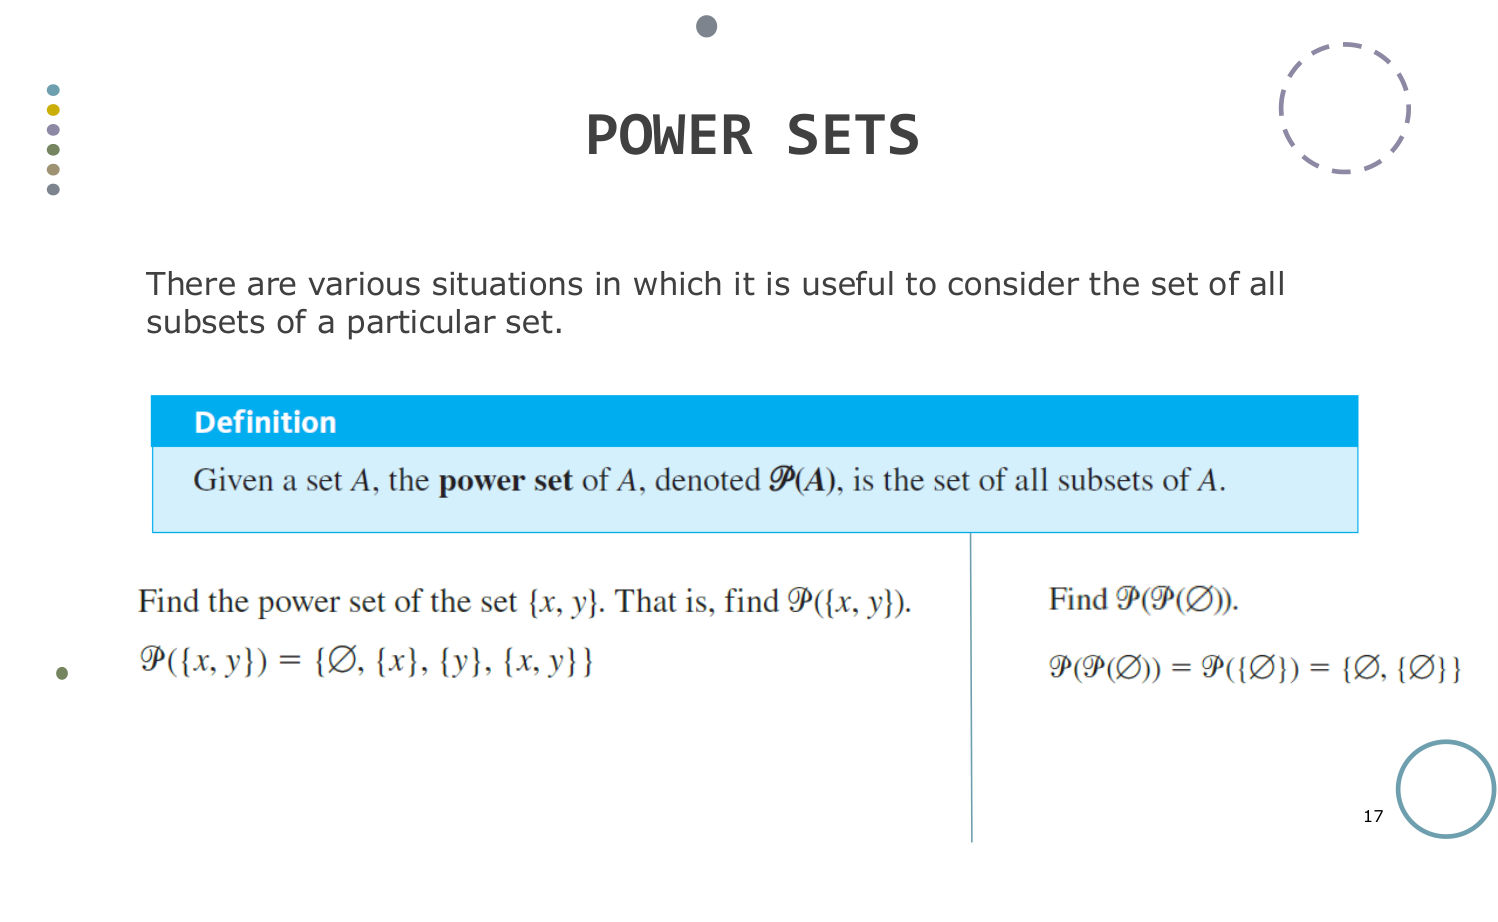 POWER SETS
There are various situations in which it is useful to consider the set of all
subsets of a particular set.
Definition
Given a set A, the power set of A, denoted 𝒫(A), is the set of all subsets of A.
Find the power set of the set {x, y}. That is, find 𝒫({x, y}).
𝒫({x, y}) = {∅, {x}, {y}, {x, y}}
Find 𝒫(𝒫(∅)).
𝒫(𝒫(∅)) = 𝒫({∅}) = {∅, {∅}}
17